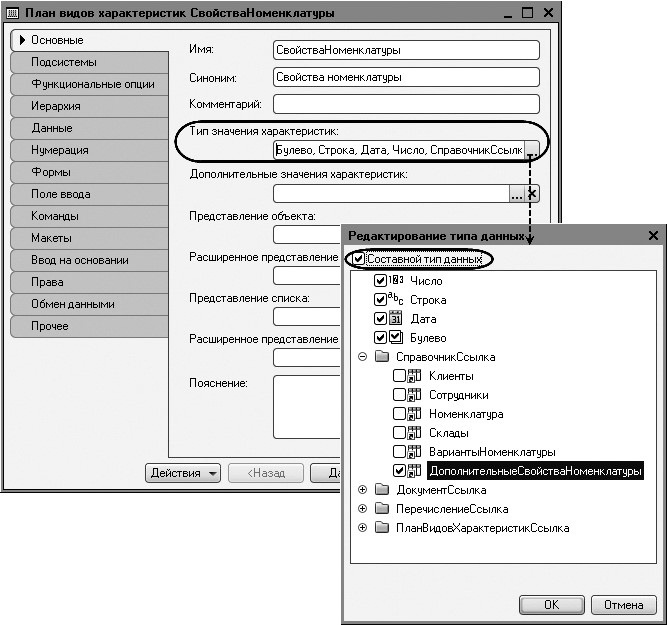 План видов характеристик СвойстваНоменклатуры
Основные
Подсистемы
Функциональные опции
Иерархия
Данные
Нумерация
Формы
Поле ввода
Команды
Макеты
Ввод на основании
Права
Обмен данными
Прочее
Имя: СвойстваНоменклатуры
Синоним: Свойства номенклатуры
Комментарий:
Тип значения характеристик:
Булево, Строка, Дата, Число, СправочникСсылк ...
Дополнительные значения характеристик:
...
Представление объекта:
Расширенное представление
Представление списка:
Расширенное представление
Пояснение:
Действия
<Назад
Да
Редактирование типа данных
Составной тип данных
Число
Строка
Дата
Булево
СправочникСсылка
Клиенты
Сотрудники
Номенклатура
Склады
ВариантыНоменклатуры
ДополнительныеСвойстваНоменклатуры
ДокументСсылка
ПеречислениеСсылка
ПланВидовХарактеристикСсылка
OK
Отмена